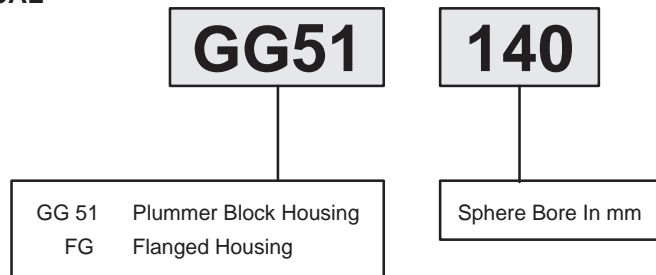 GG51 140
GG 51 Plummer Block Housing
FG Flanged Housing
Sphere Bore In mm